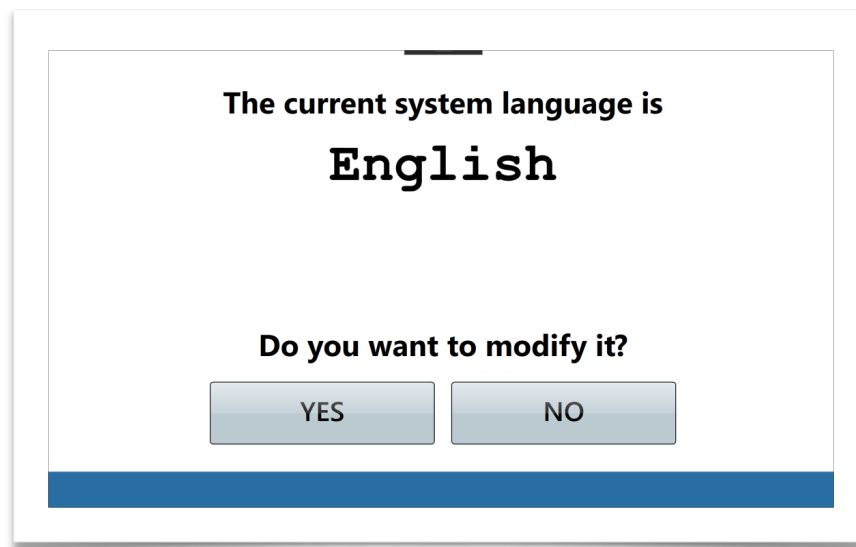 The current system language is
English
Do you want to modify it?
YES NO